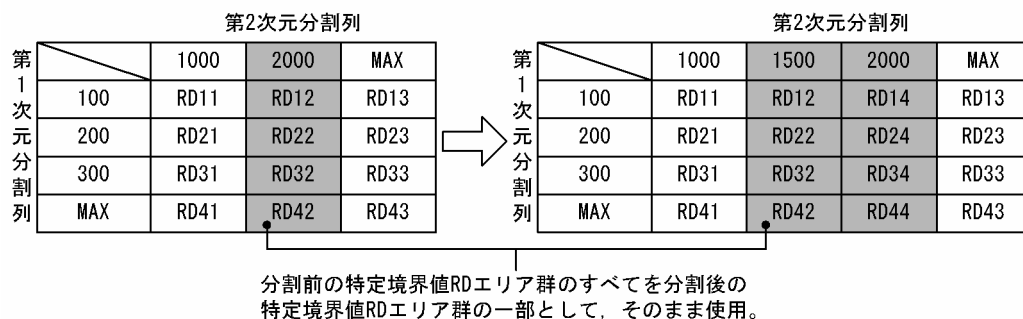 第2次元分割列 第2次元分割列
第1次元分割列 第1次元分割列
1000 2000 MAX 1000 1500 2000 MAX
100 RD11 RD12 RD13 100 RD11 RD12 RD14 RD13
200 RD21 RD22 RD23 200 RD21 RD22 RD24 RD23
300 RD31 RD32 RD33 300 RD31 RD32 RD34 RD33
MAX RD41 RD42 RD43 MAX RD41 RD42 RD44 RD43
分割前の特定境界値RDエリア群のすべてを分割後の
特定境界値RDエリア群の一部として，そのまま使用。